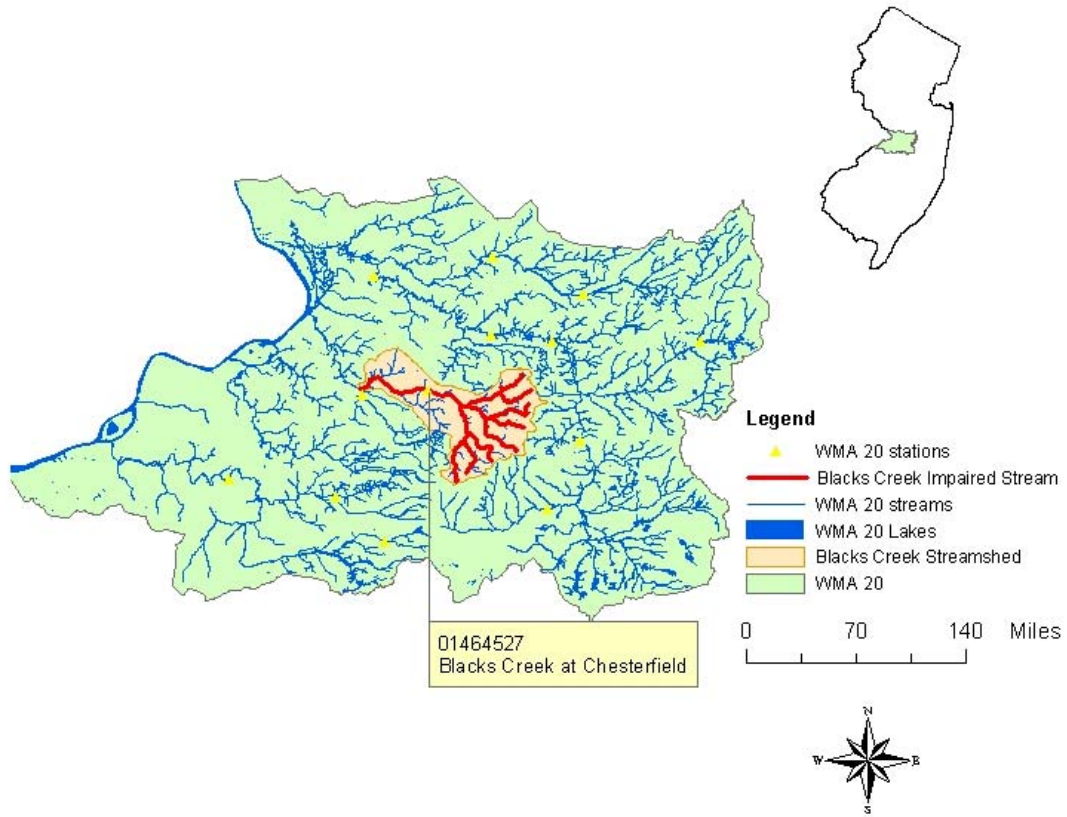 Legend
WMA 20 stations
Blacks Creek Impaired Stream
WMA 20 streams
WMA 20 Lakes
Blacks Creek Streamshed
WMA 20
0 70 140 Miles
01464527
Blacks Creek at Chesterfield
N
W E
S